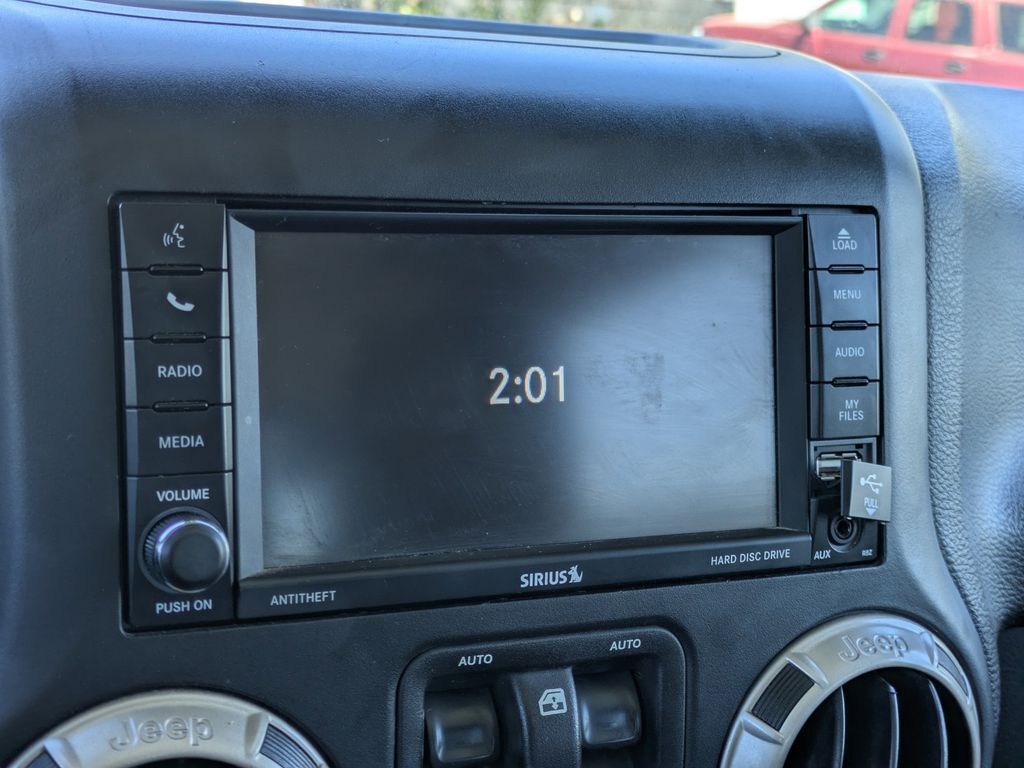 LOAD
MENU
RADIO
AUDIO
2:01
MY
FILES
MEDIA
VOLUME
PULL
HARD DISC DRIVE
AUX
RBZ
SIRIUS
ANTITHEFT
PUSH ON
AUTO
AUTO
Jeep
Jeep